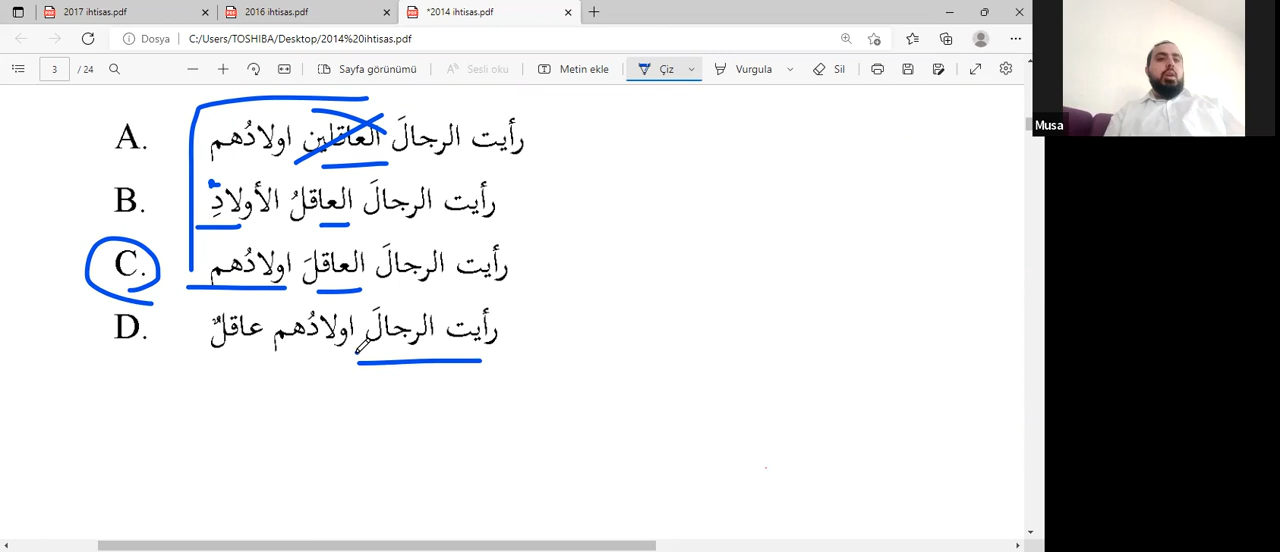 2017 ihtisas.pdf
2016 ihtisas.pdf
*2014 ihtisas.pdf
Dosya
C:/Users/TOSHIBA/Desktop/2014%20ihtisas.pdf
3 / 24
Sayfa görünümü
Sesli oku
Metin ekle
Çiz
Vurgula
Sil
Musa
A. رأيت الرجالَ العاقلين اولادُهم
B. رأيت الرجالَ العاقلُ الأولادِ
C. رأيت الرجالَ العاقلَ اولادُهم
D. رأيت الرجالَ اولادُهم عاقلٌ